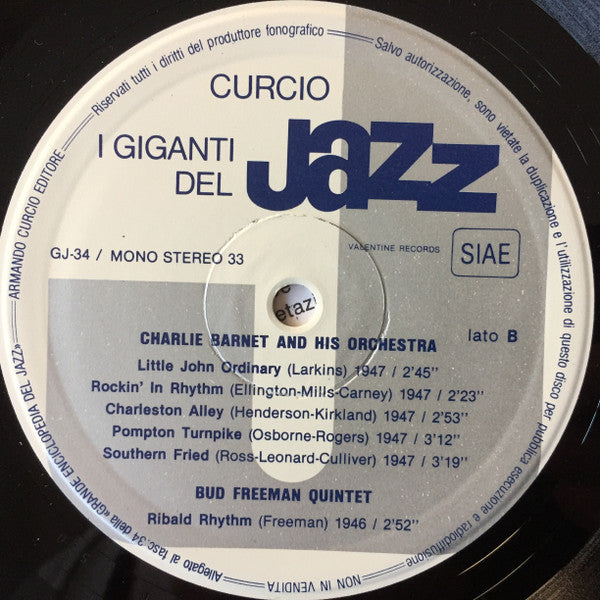 CURCIO
I GIGANTI
DEL
Jazz
GJ-34 / MONO STEREO 33
VALENTINE RECORDS
SIAE
etazi
CHARLIE BARNET AND HIS ORCHESTRA
lato B
Little John Ordinary (Larkins) 1947 / 2'45''
Rockin' In Rhythm (Ellington-Mills-Carney) 1947 / 2'23''
Charleston Alley (Henderson-Kirkland) 1947 / 2'53''
Pompton Turnpike (Osborne-Rogers) 1947 / 3'12''
Southern Fried (Ross-Leonard-Culliver) 1947 / 3'19''
BUD FREEMAN QUINTET
Ribald Rhythm (Freeman) 1946 / 2'52''
Allegato al fasc. 34 della «GRANDE ENCICLOPEDIA DEL JAZZ» ARMANDO CURCIO EDITORE
Riservati tutti i diritti del produttore fonografico
Salvo autorizzazione, sono vietate la duplicazione e l'utilizzazione di questo disco per pubblica esecuzione e radiodiffusione
NON IN VENDITA